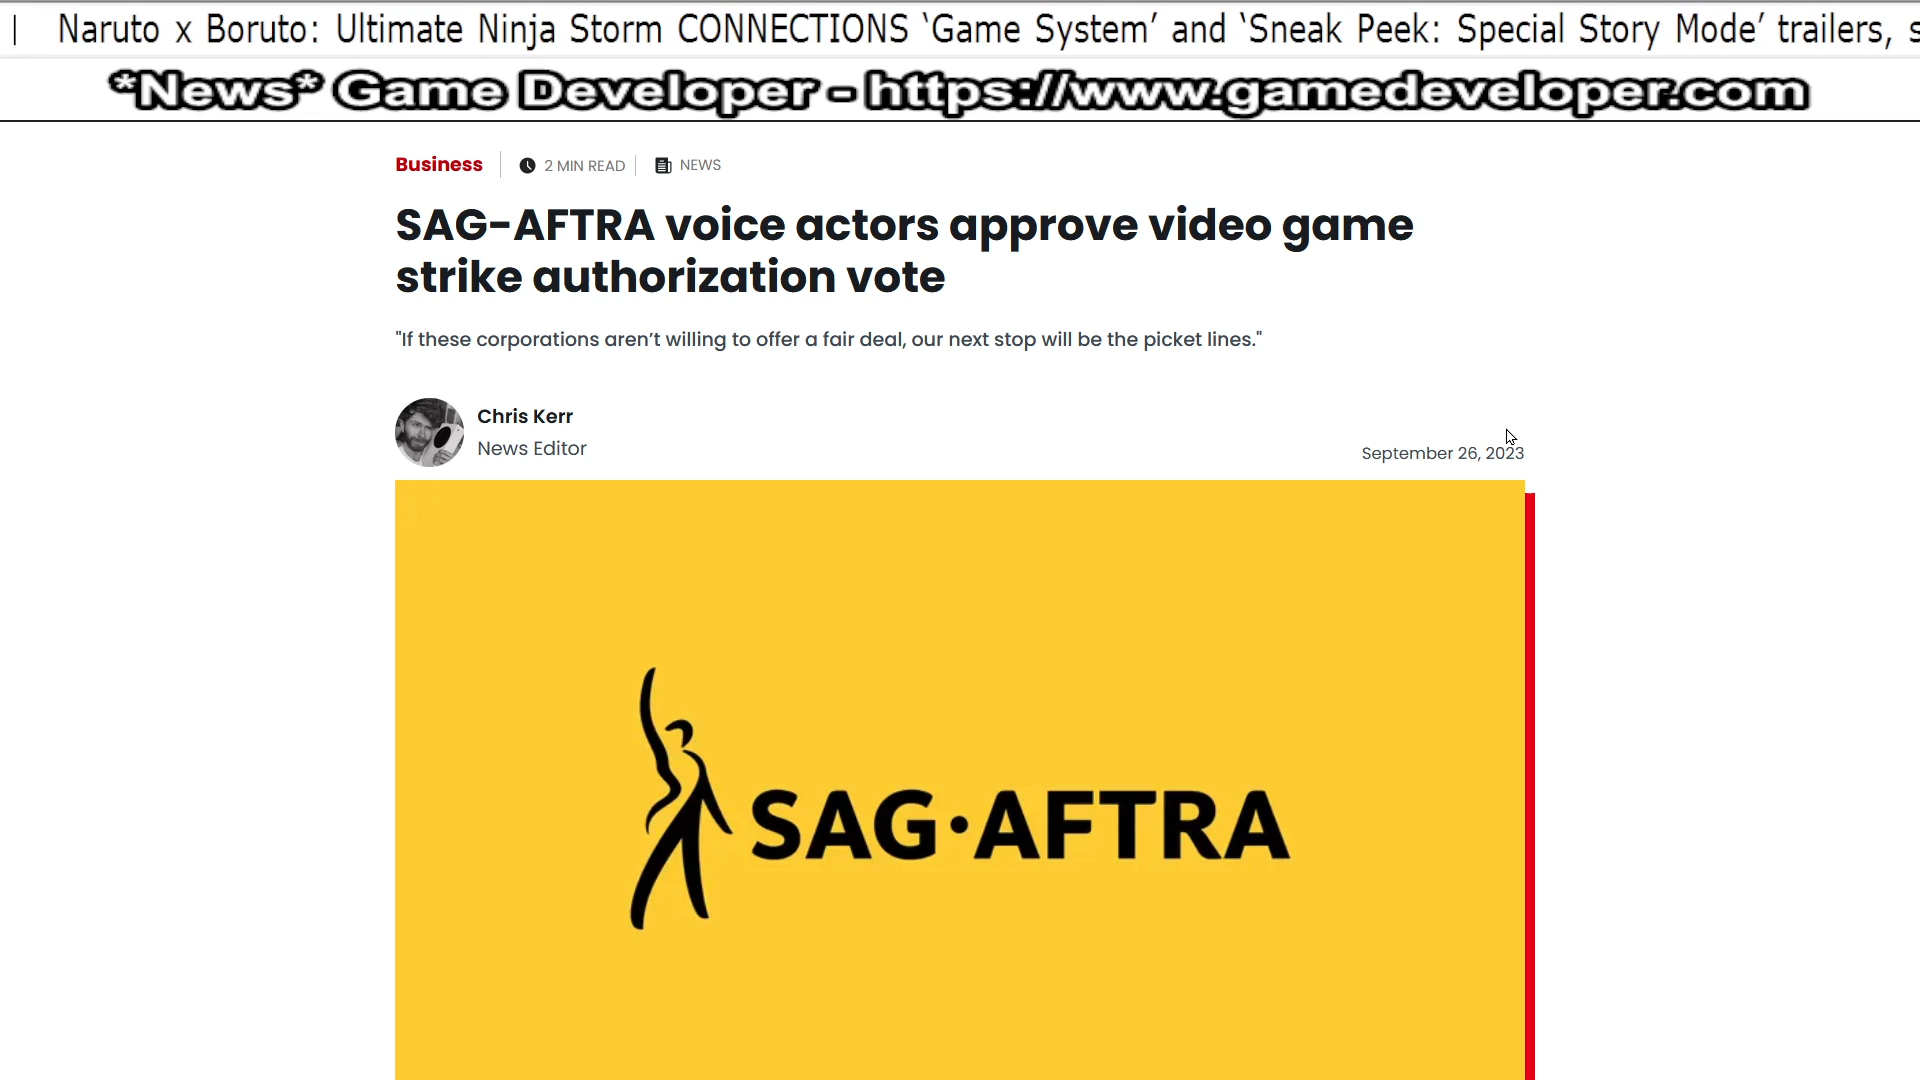 | Naruto x Boruto: Ultimate Ninja Storm CONNECTIONS ‘Game System’ and ‘Sneak Peek: Special Story Mode’ trailers,
*News* Game Developer - https://www.gamedeveloper.com
Business | 2 MIN READ | NEWS
SAG-AFTRA voice actors approve video game
strike authorization vote
"If these corporations aren’t willing to offer a fair deal, our next stop will be the picket lines."
Chris Kerr
News Editor
September 26, 2023
SAG·AFTRA